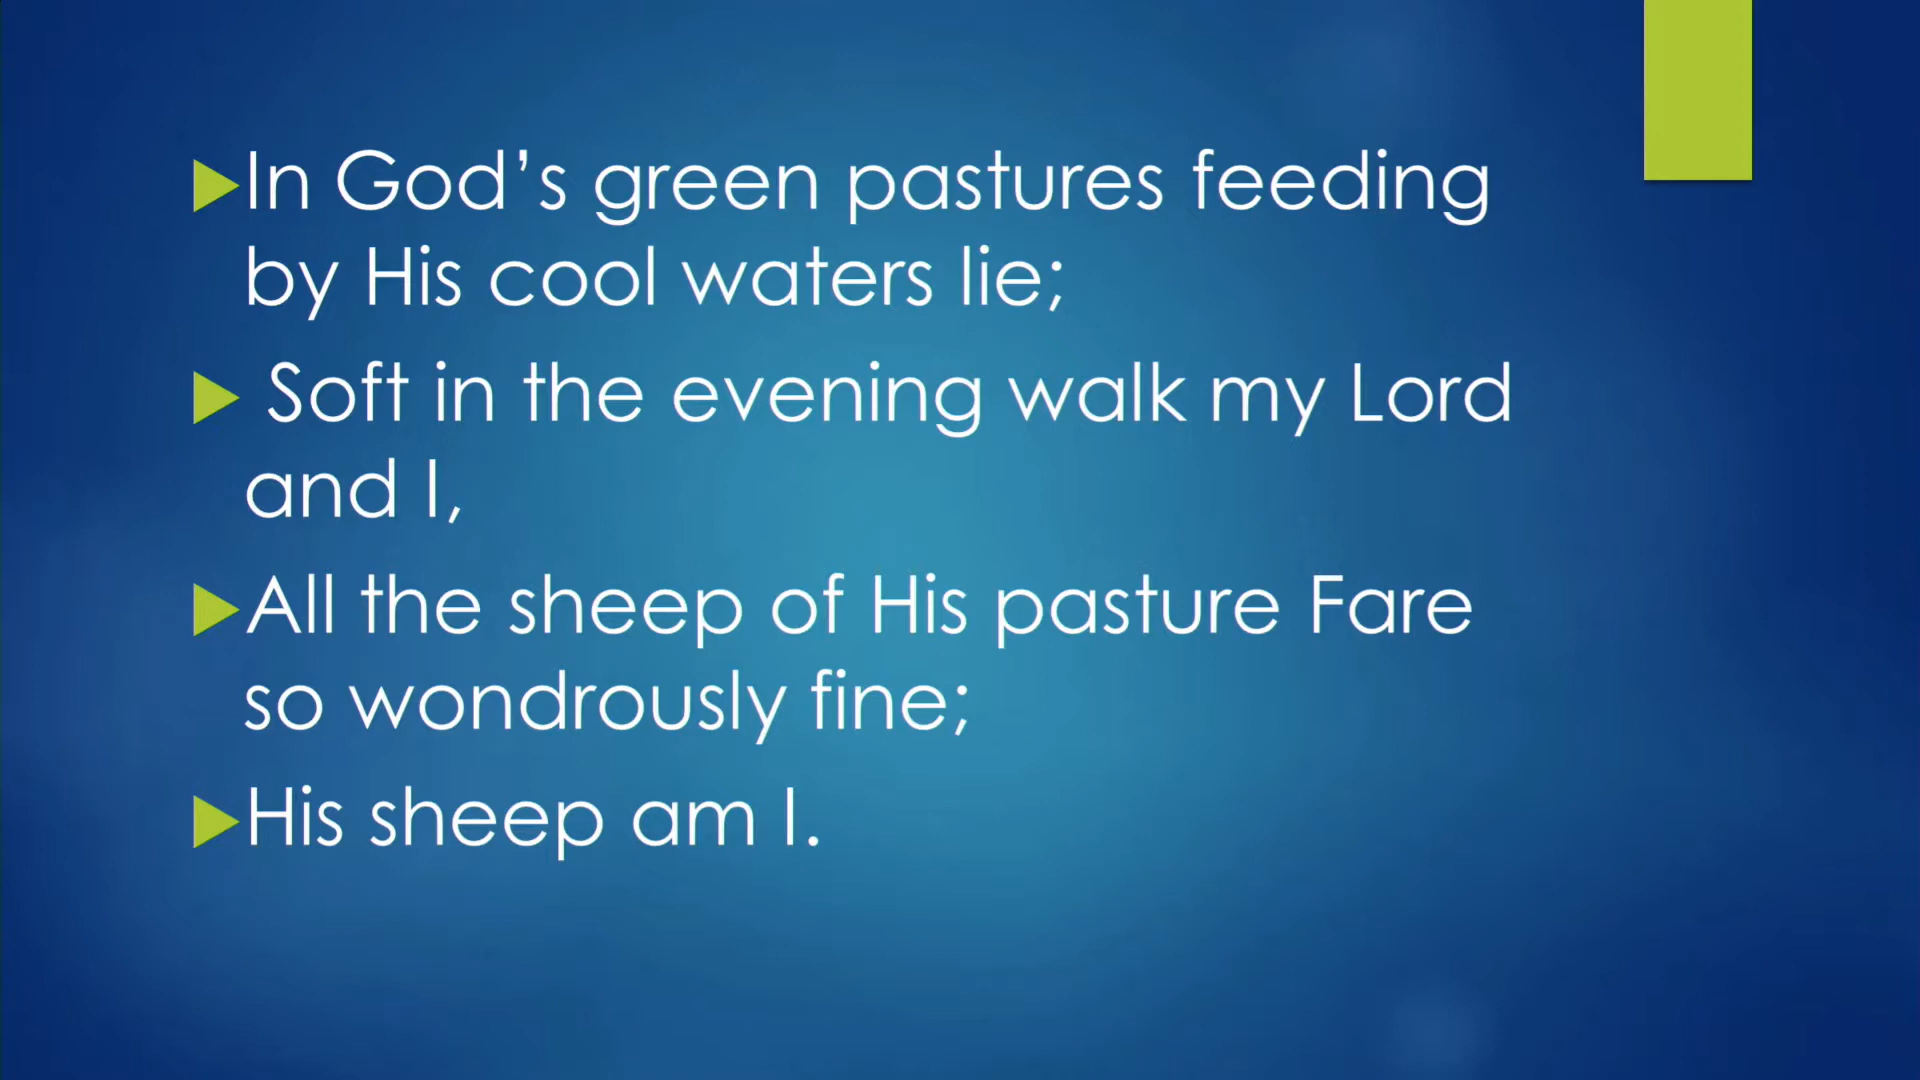 In God’s green pastures feeding
by His cool waters lie;
Soft in the evening walk my Lord
and I,
All the sheep of His pasture Fare
so wondrously fine;
His sheep am I.